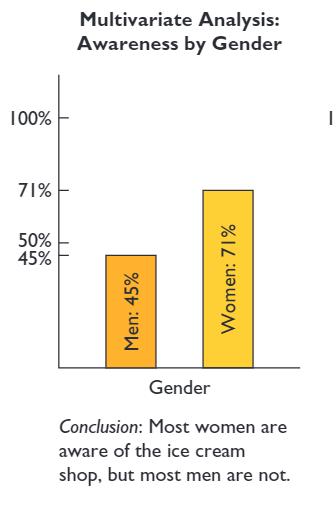 Multivariate Analysis:
Awareness by Gender
100%
71%
50%
45%
Men: 45%
Women: 71%
Gender
Conclusion: Most women are
aware of the ice cream
shop, but most men are not.